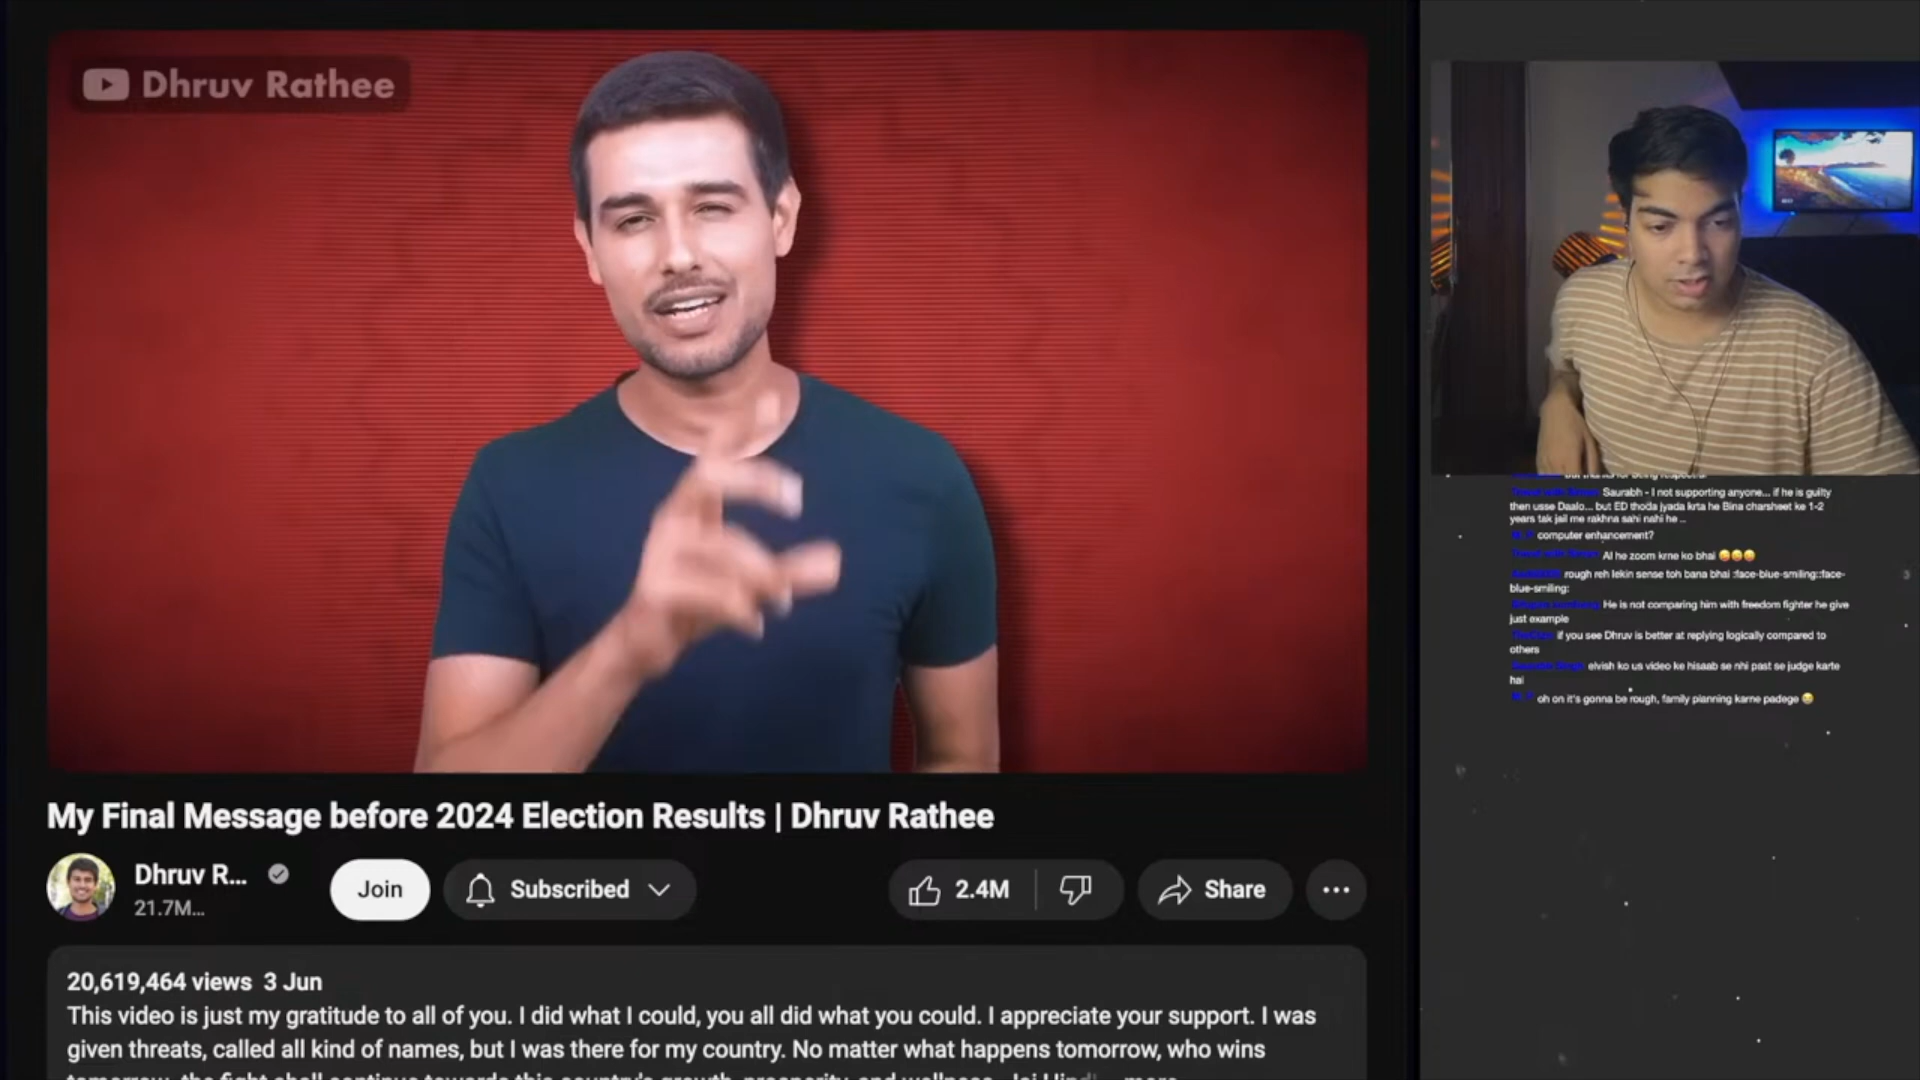 Dhruv Rathee
My Final Message before 2024 Election Results | Dhruv Rathee
Dhruv R...
21.7M...
Join
Subscribed
2.4M
Share
20,619,464 views 3 Jun
This video is just my gratitude to all of you. I did what I could, you all did what you could. I appreciate your support. I was
given threats, called all kind of names, but I was there for my country. No matter what happens tomorrow, who wins
Saurabh - I not supporting anyone... if he is guilty
then usse Daalo... but ED thoda jyada krta he Bina charsheet ke 1-2
years tak jail me rakhna sahi nahi he ..
computer enhancement?
AI he zoom krne ko bhai 🥰🥰🥰
rough reh lekin sense toh bana bhai :face-blue-smiling::face-
blue-smiling:
He is not comparing him with freedom fighter he give
just example
if you see Dhruv is better at replying logically compared to
others
elvish ko us video ke hisaab se nhi past se judge karte
hai
oh on it's gonna be rough, family planning karne padege 😂